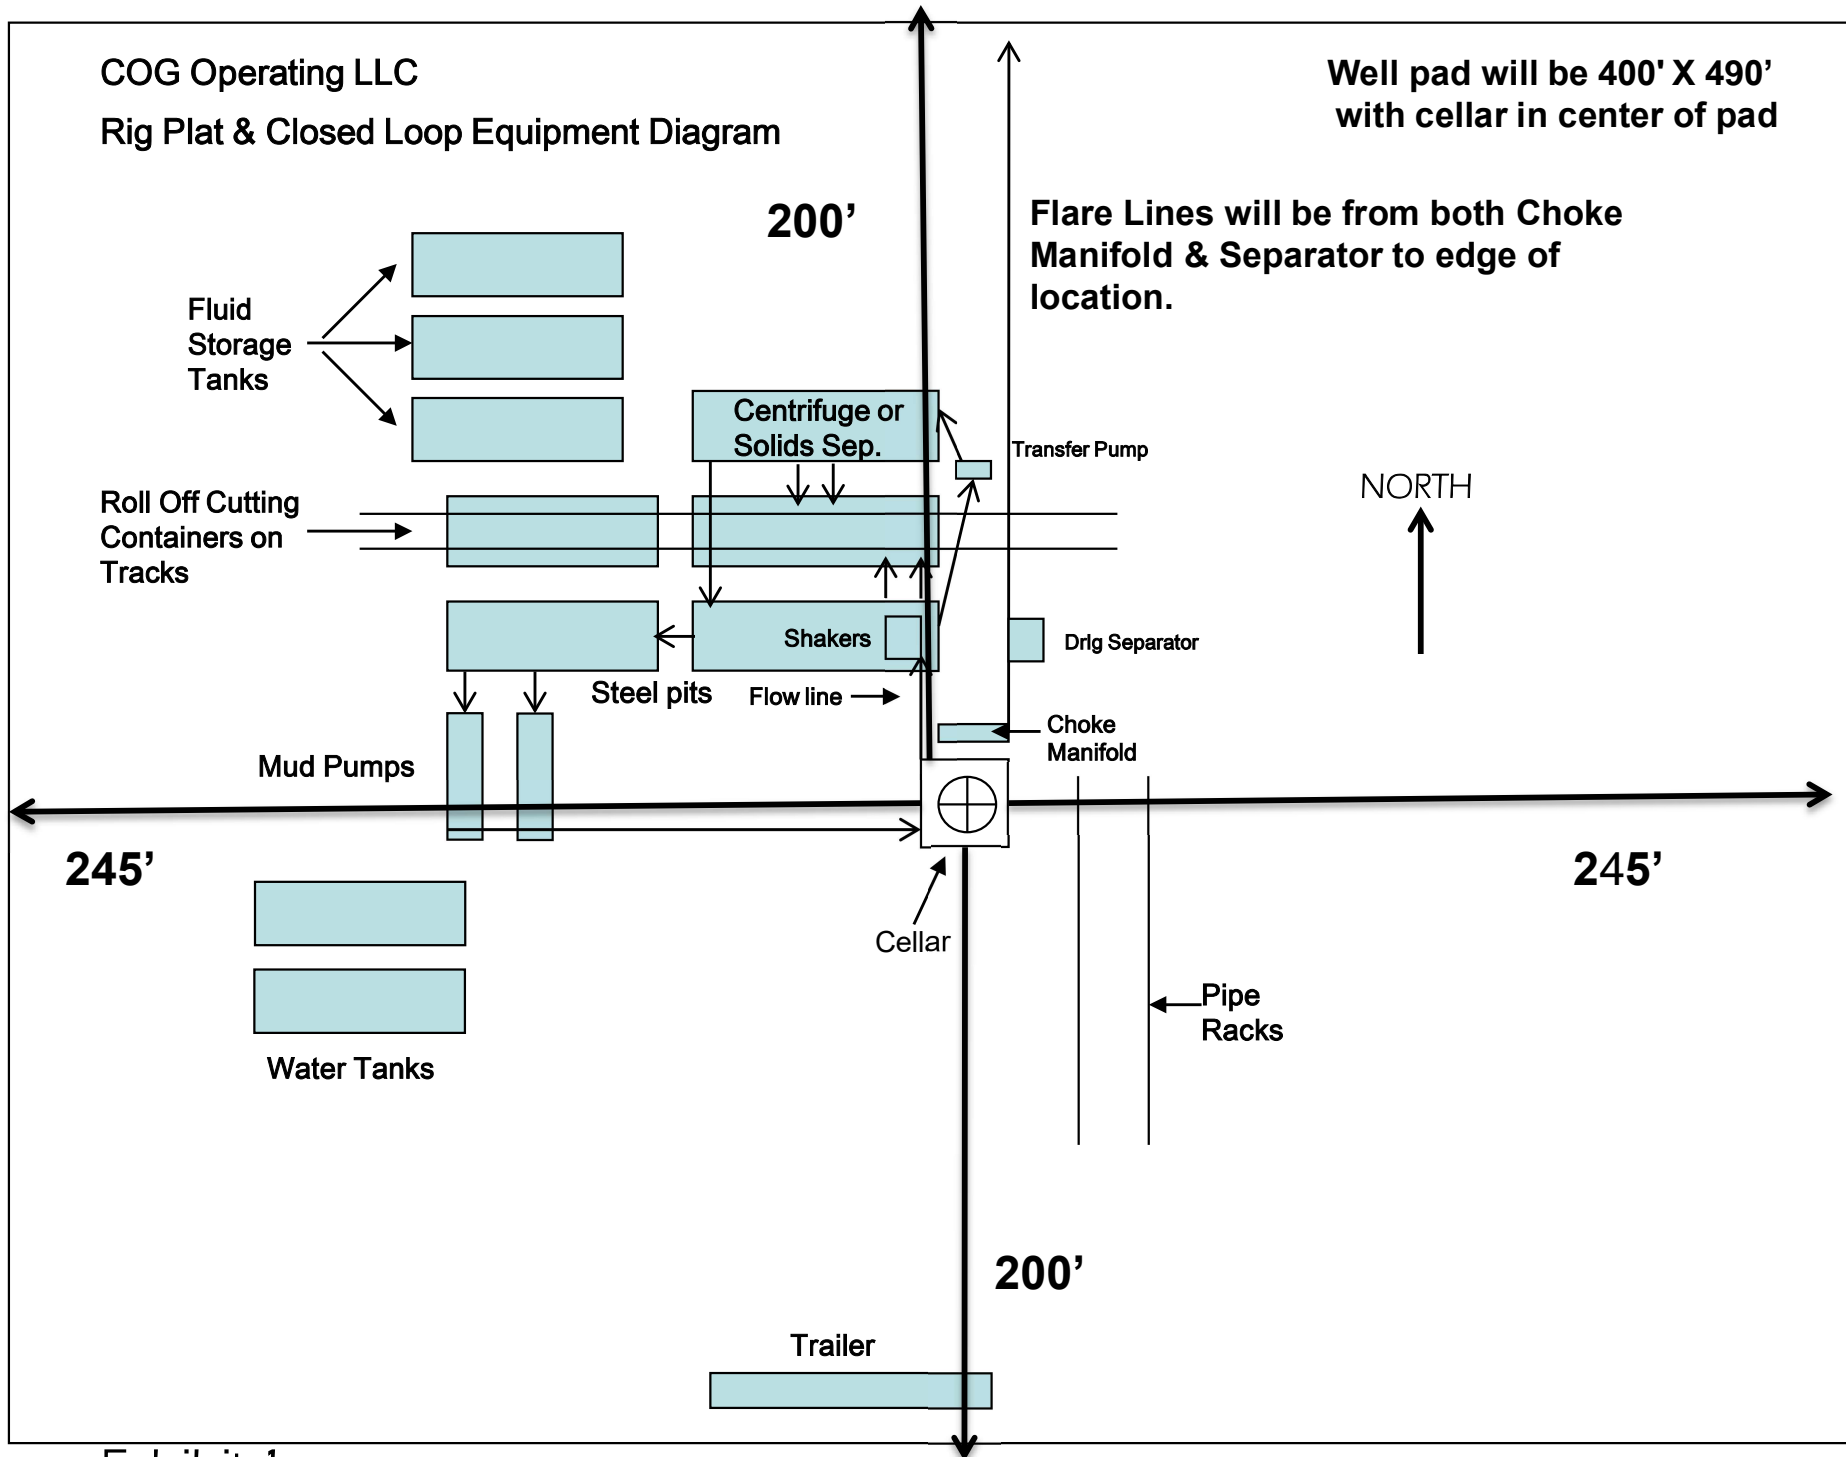 COG Operating LLC
Rig Plat & Closed Loop Equipment Diagram
Well pad will be 400' X 490’
with cellar in center of pad
200’
Flare Lines will be from both Choke
Manifold & Separator to edge of
location.
Fluid
Storage
Tanks
Centrifuge or
Solids Sep.
Transfer Pump
NORTH
Roll Off Cutting
Containers on
Tracks
Shakers
Drlg Separator
Steel pits
Flow line
Choke
Manifold
Mud Pumps
245’
245’
Cellar
Pipe
Racks
Water Tanks
200’
Trailer
Exhibit 1